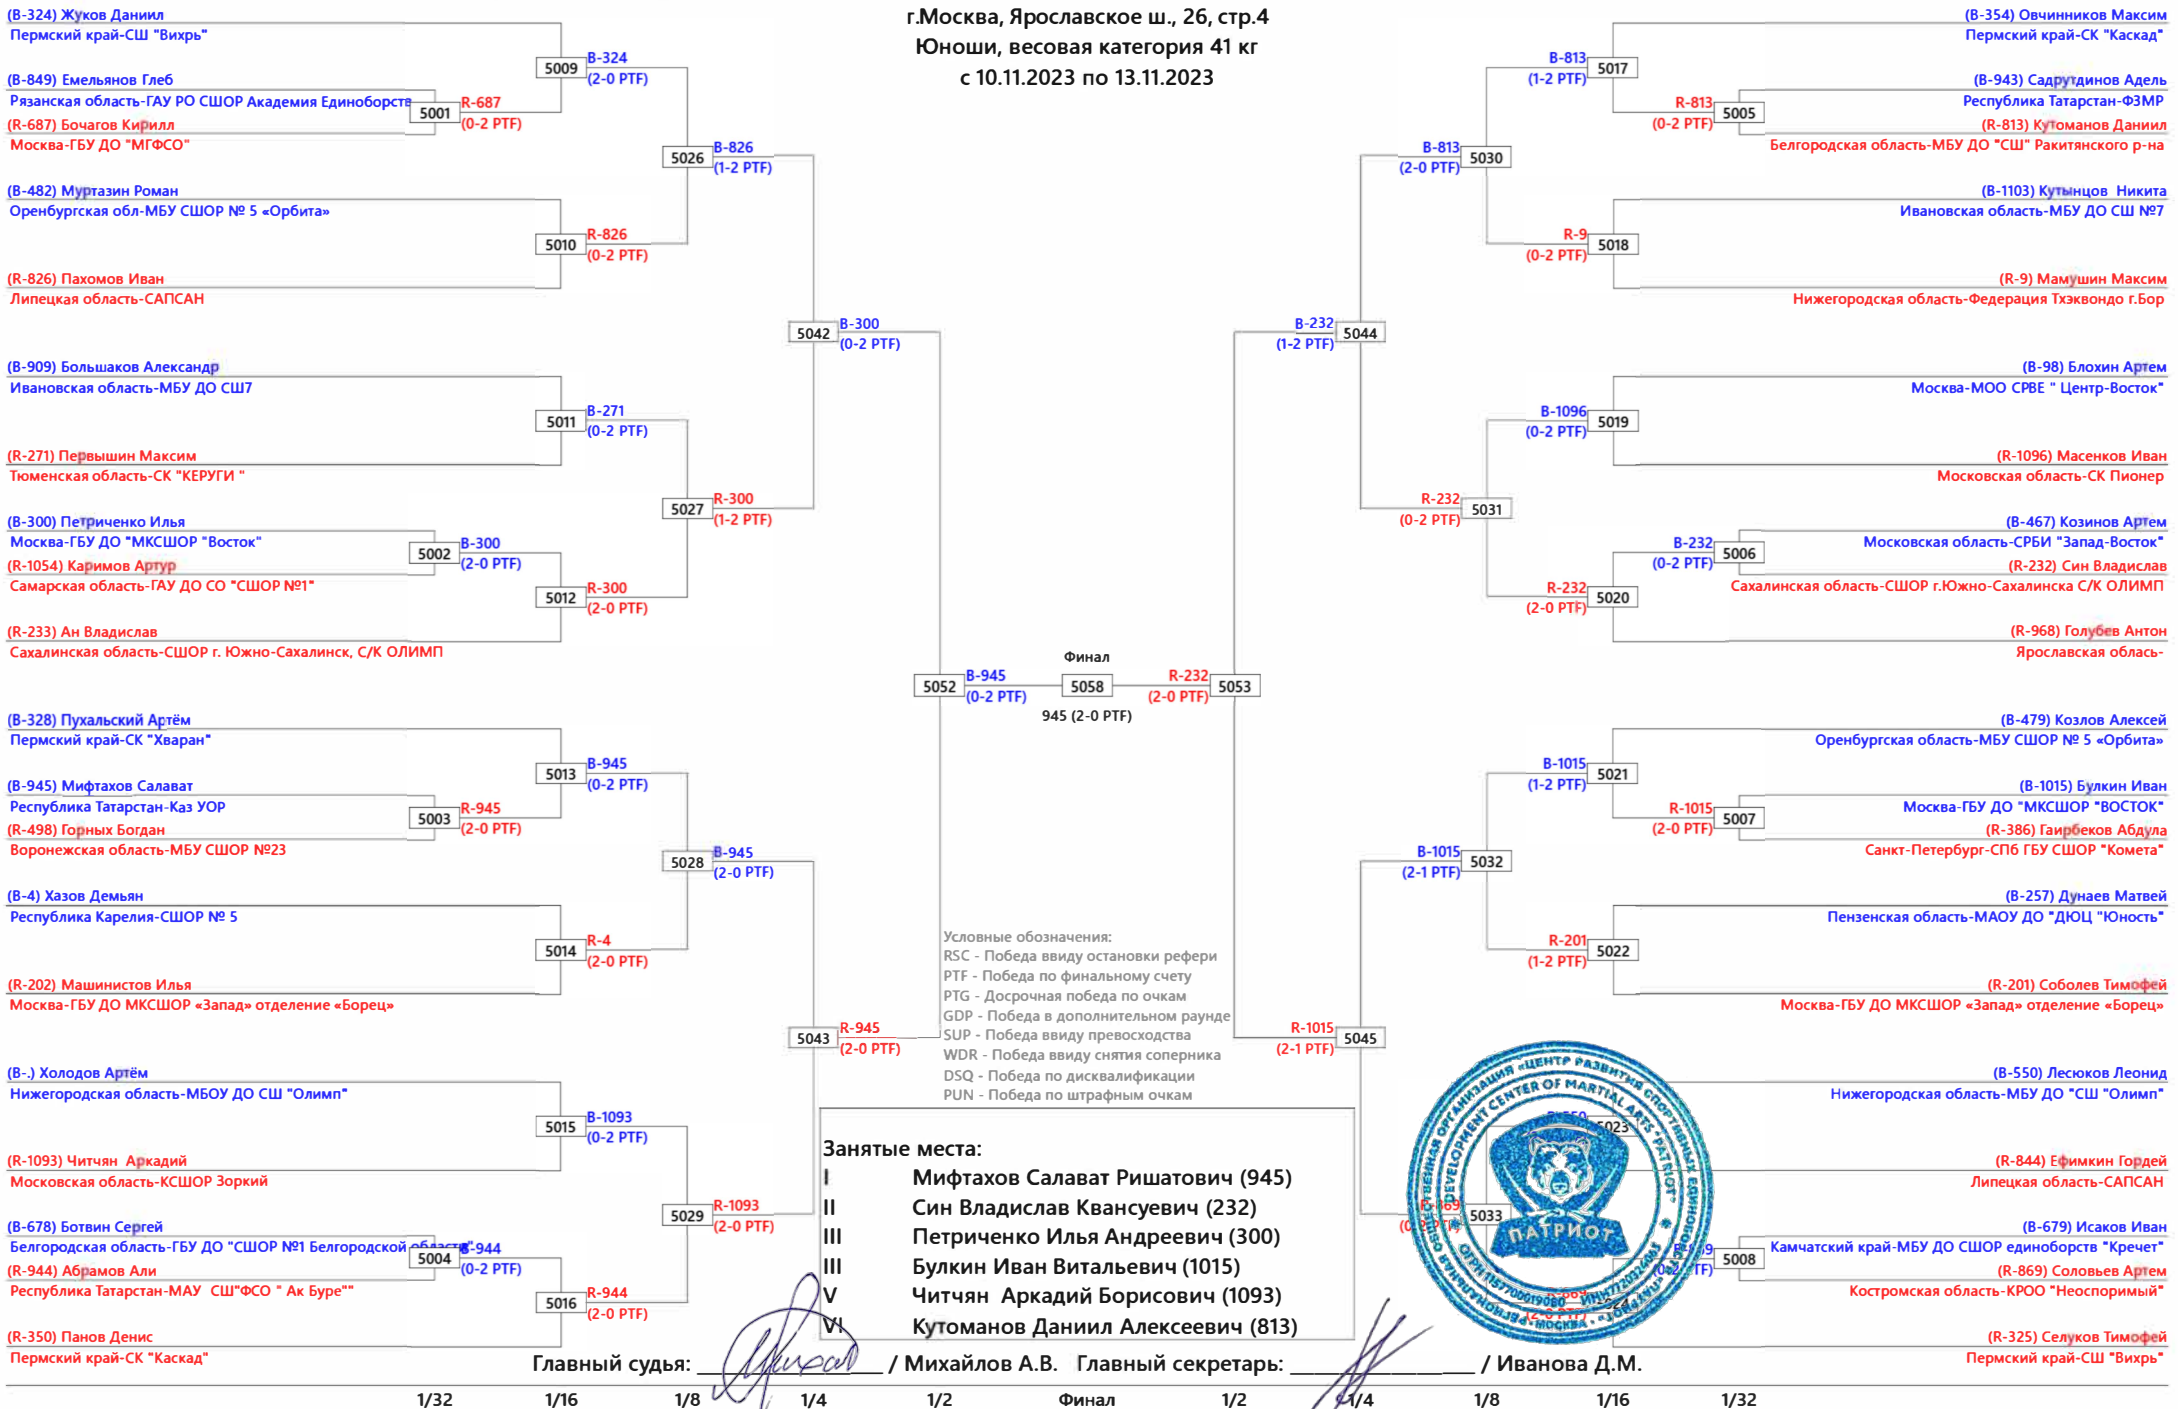 г.Москва, Ярославское ш., 26, стр.4
Юноши, весовая категория 41 кг
с 10.11.2023 по 13.11.2023
(B-324) Жуков Даниил
Пермский край-СШ "Вихрь"
5009
B-324
(2-0 PTF)
(B-849) Емельянов Глеб
Рязанская область-ГАУ РО СШОР Академия Единоборств
5001
R-687
(0-2 PTF)
(R-687) Бочагов Кирилл
Москва-ГБУ ДО "МГФСО"
5026
B-826
(1-2 PTF)
(B-482) Муртазин Роман
Оренбургская обл-МБУ СШОР № 5 «Орбита»
5010
R-826
(0-2 PTF)
(R-826) Пахомов Иван
Липецкая область-САПСАН
5042
B-300
(0-2 PTF)
(B-909) Большаков Александр
Ивановская область-МБУ ДО СШ7
5011
B-271
(0-2 PTF)
(R-271) Первышин Максим
Тюменская область-СК "КЕРУГИ "
5027
R-300
(1-2 PTF)
(B-300) Петриченко Илья
Москва-ГБУ ДО "МКСШОР "Восток"
5002
B-300
(2-0 PTF)
(R-1054) Каримов Артур
Самарская область-ГАУ ДО СО "СШОР №1"
5012
R-300
(2-0 PTF)
(R-233) Ан Владислав
Сахалинская область-СШОР г. Южно-Сахалинск, С/К ОЛИМП
5052
B-945
(0-2 PTF)
Финал
5058
945 (2-0 PTF)
R-232
(2-0 PTF)
5053
(B-328) Пухальский Артём
Пермский край-СК "Хваран"
5013
B-945
(0-2 PTF)
(B-945) Мифтахов Салават
Республика Татарстан-Каз УОР
5003
R-945
(2-0 PTF)
(R-498) Горных Богдан
Воронежская область-МБУ СШОР №23
5028
B-945
(2-0 PTF)
(B-4) Хазов Демьян
Республика Карелия-СШОР № 5
5014
R-4
(2-0 PTF)
(R-202) Машинистов Илья
Москва-ГБУ ДО МКСШОР «Запад» отделение «Борец»
5043
R-945
(2-0 PTF)
(B-.) Холодов Артём
Нижегородская область-МБОУ ДО СШ "Олимп"
5015
B-1093
(0-2 PTF)
(R-1093) Читчян  Аркадий
Московская область-КСШОР Зоркий
5029
R-1093
(2-0 PTF)
(B-678) Ботвин Сергей
Белгородская область-ГБУ ДО "СШОР №1 Белгородской области"
5004
B-944
(0-2 PTF)
(R-944) Абрамов Али
Республика Татарстан-МАУ  СШ"ФСО " Ак Буре""
5016
R-944
(2-0 PTF)
(R-350) Панов Денис
Пермский край-СК "Каскад"
(B-354) Овчинников Максим
Пермский край-СК "Каскад"
B-813
(1-2 PTF)
5017
(B-943) Садрутдинов Адель
Республика Татарстан-ФЗМР
R-813
(0-2 PTF)
5005
(R-813) Кутоманов Даниил
Белгородская область-МБУ ДО "СШ" Ракитянского р-на
B-813
(2-0 PTF)
5030
(B-1103) Кутынцов  Никита
Ивановская область-МБУ ДО СШ №7
R-9
(0-2 PTF)
5018
(R-9) Мамушин Максим
Нижегородская область-Федерация Тхэквондо г.Бор
B-232
(1-2 PTF)
5044
(B-98) Блохин Артем
Москва-МОО СРВЕ " Центр-Восток"
B-1096
(0-2 PTF)
5019
(R-1096) Масенков Иван
Московская область-СК Пионер
R-232
(0-2 PTF)
5031
(B-467) Козинов Артем
Московская область-СРБИ "Запад-Восток"
B-232
(0-2 PTF)
5006
(R-232) Син Владислав
Сахалинская область-СШОР г.Южно-Сахалинска С/К ОЛИМП
R-232
(2-0 PTF)
5020
(R-968) Голубев Антон
Ярославская облась-
(B-479) Козлов Алексей
Оренбургская область-МБУ СШОР № 5 «Орбита»
B-1015
(1-2 PTF)
5021
(B-1015) Булкин Иван
Москва-ГБУ ДО "МКСШОР "ВОСТОК"
R-1015
(2-0 PTF)
5007
(R-386) Гаирбеков Абдула
Санкт-Петербург-СПб ГБУ СШОР "Комета"
B-1015
(2-1 PTF)
5032
(B-257) Дунаев Матвей
Пензенская область-МАОУ ДО "ДЮЦ "Юность"
R-201
(1-2 PTF)
5022
(R-201) Соболев Тимофей
Москва-ГБУ ДО МКСШОР «Запад» отделение «Борец»
R-1015
(2-1 PTF)
5045
(B-550) Лесюков Леонид
Нижегородская область-МБУ ДО "СШ "Олимп"
5023
(R-844) Ефимкин Гордей
Липецкая область-САПСАН
5033
(B-679) Исаков Иван
Камчатский край-МБУ ДО СШОР единоборств "Кречет"
5008
(R-869) Соловьев Артем
Костромская область-КРОО "Неоспоримый"
(R-325) Селуков Тимофей
Пермский край-СШ "Вихрь"
DEVELOPMENT CENTER OF MARTIAL ARTS "PATRIOT"
ПАТРИОТ
Условные обозначения:
RSC - Победа ввиду остановки рефери
PTF - Победа по финальному счету
PTG - Досрочная победа по очкам
GDP - Победа в дополнительном раунде
SUP - Победа ввиду превосходства
WDR - Победа ввиду снятия соперника
DSQ - Победа по дисквалификации
PUN - Победа по штрафным очкам
Занятые места:
I Мифтахов Салават Ришатович (945)
II Син Владислав Квансуевич (232)
III Петриченко Илья Андреевич (300)
III Булкин Иван Витальевич (1015)
V Читчян  Аркадий Борисович (1093)
VI Кутоманов Даниил Алексеевич (813)
Главный судья: / Михайлов А.В. Главный секретарь: / Иванова Д.М.
1/32 1/16 1/8 1/4 1/2 Финал 1/2 1/4 1/8 1/16 1/32